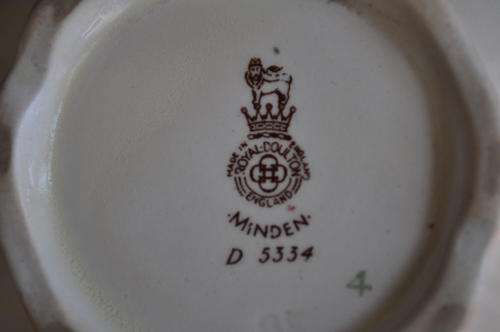 MADE IN ENGLAND
ROYAL DOULTON
ENGLAND
MINDEN
D 5334
4